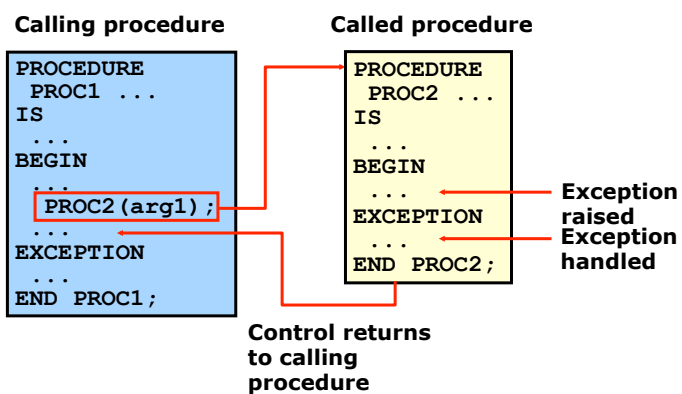 Calling procedure
PROCEDURE
PROC1 ...
IS
...
BEGIN
...
PROC2(arg1);
...
EXCEPTION
...
END PROC1;
Called procedure
PROCEDURE
PROC2 ...
IS
...
BEGIN
...
EXCEPTION
...
END PROC2;
Exception
raised
Exception
handled
Control returns
to calling
procedure